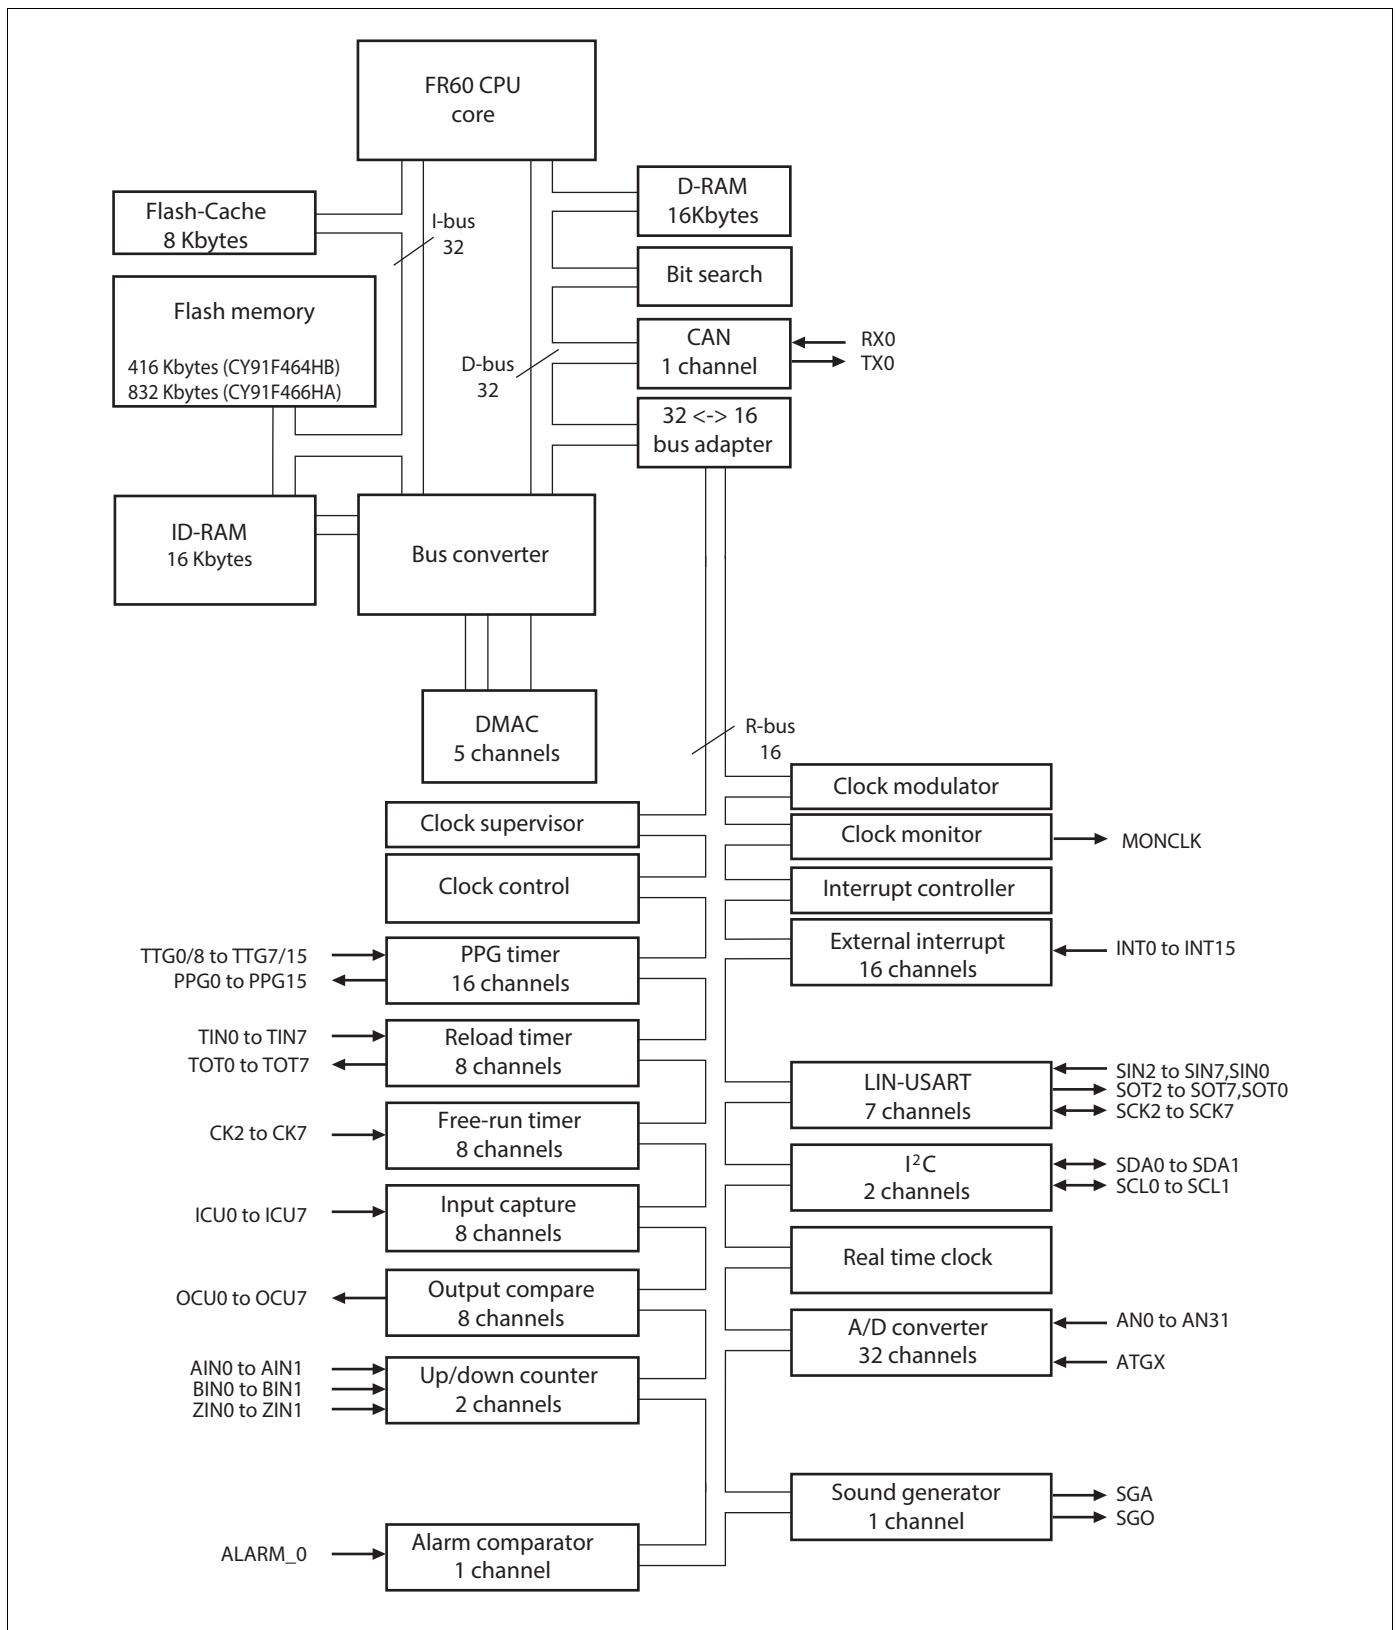 FR60 CPU
core
Flash-Cache
8 Kbytes
I-bus
32
D-RAM
16Kbytes
Bit search
Flash memory
416 Kbytes (CY91F464HB)
832 Kbytes (CY91F466HA)
D-bus
32
CAN
1 channel
RX0
TX0
32 <-> 16
bus adapter
ID-RAM
16 Kbytes
Bus converter
DMAC
5 channels
R-bus
16
Clock modulator
Clock supervisor
Clock monitor
MONCLK
Clock control
Interrupt controller
TTG0/8 to TTG7/15
PPG0 to PPG15
PPG timer
16 channels
External interrupt
16 channels
INT0 to INT15
TIN0 to TIN7
TOT0 to TOT7
Reload timer
8 channels
LIN-USART
7 channels
SIN2 to SIN7,SIN0
SOT2 to SOT7,SOT0
SCK2 to SCK7
CK2 to CK7
Free-run timer
8 channels
I²C
2 channels
SDA0 to SDA1
SCL0 to SCL1
ICU0 to ICU7
Input capture
8 channels
Real time clock
OCU0 to OCU7
Output compare
8 channels
A/D converter
32 channels
AN0 to AN31
ATGX
AIN0 to AIN1
BIN0 to BIN1
ZIN0 to ZIN1
Up/down counter
2 channels
Sound generator
1 channel
SGA
SGO
ALARM_0
Alarm comparator
1 channel